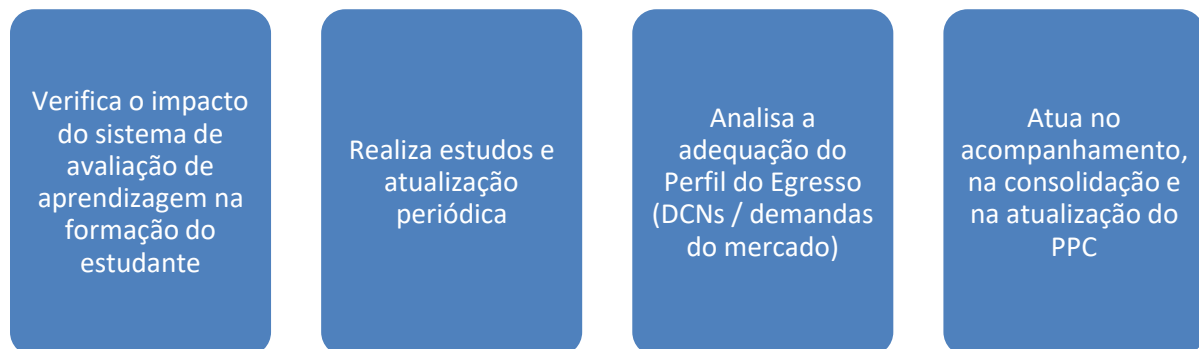 Verifica o impacto
do sistema de
avaliação de
aprendizagem na
formação do
estudante
Realiza estudos e
atualização
periódica
Analisa a
adequação do
Perfil do Egresso
(DCNs / demandas
do mercado)
Atua no
acompanhamento,
na consolidação e
na atualização do
PPC